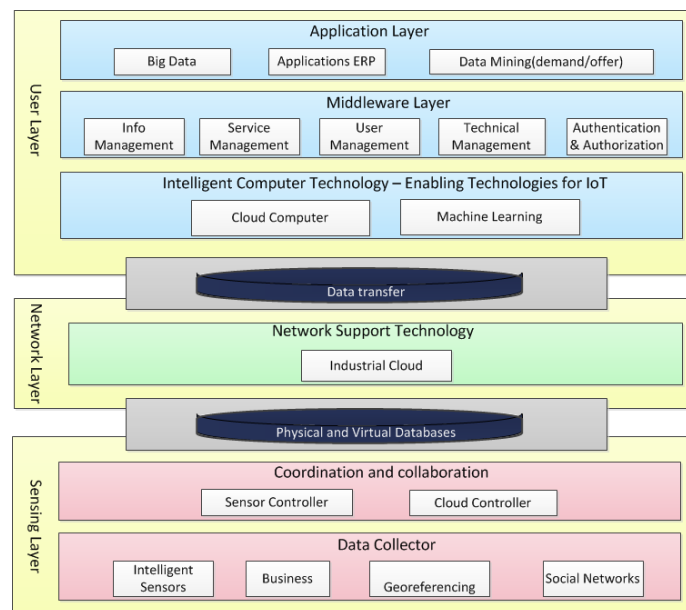 Application Layer
Big Data
Applications ERP
Data Mining(demand/offer)
User Layer
Middleware Layer
Info
Management
Service
Management
User
Management
Technical
Management
Authentication
& Authorization
Intelligent Computer Technology – Enabling Technologies for IoT
Cloud Computer
Machine Learning
Data transfer
Network Layer
Network Support Technology
Industrial Cloud
Physical and Virtual Databases
Sensing Layer
Coordination and collaboration
Sensor Controller
Cloud Controller
Data Collector
Intelligent
Sensors
Business
Georeferencing
Social Networks